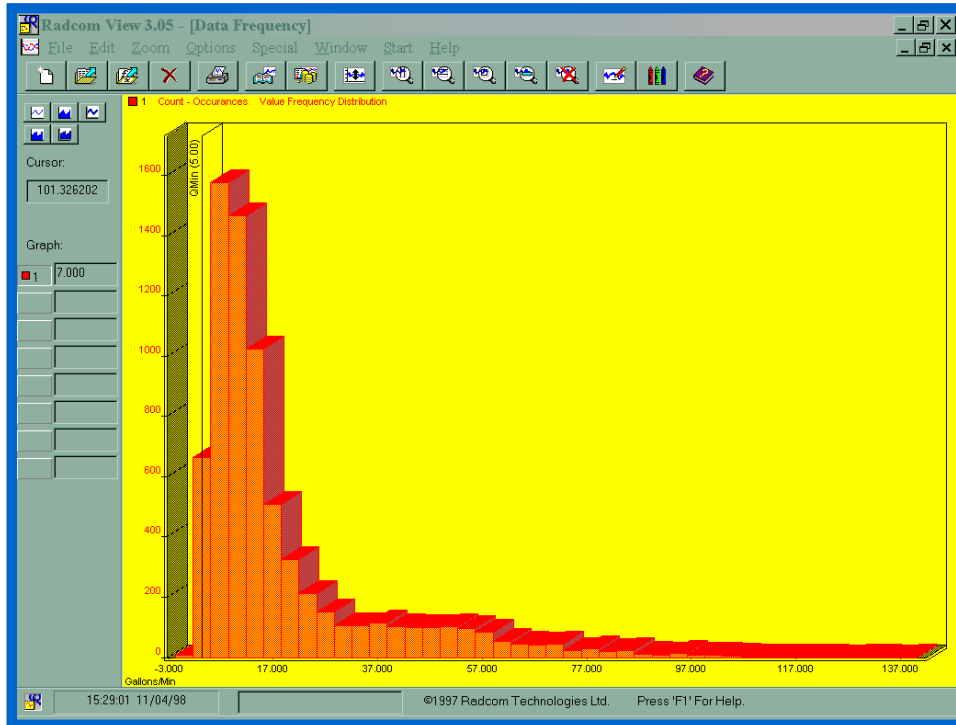 Radcom View 3.05 - [Data Frequency]
File Edit Zoom Options Special Window Start Help
1 Count - Occurances Value Frequency Distribution
Cursor:
101.326202
Graph:
1 7.000
QMin (5.00)
1600
1400
1200
1000
800
600
400
200
0
-3.000 17.000 37.000 57.000 77.000 97.000 117.000 137.000
Gallons/Min
15:29:01 11/04/98 ©1997 Radcom Technologies Ltd. Press 'F1' For Help.